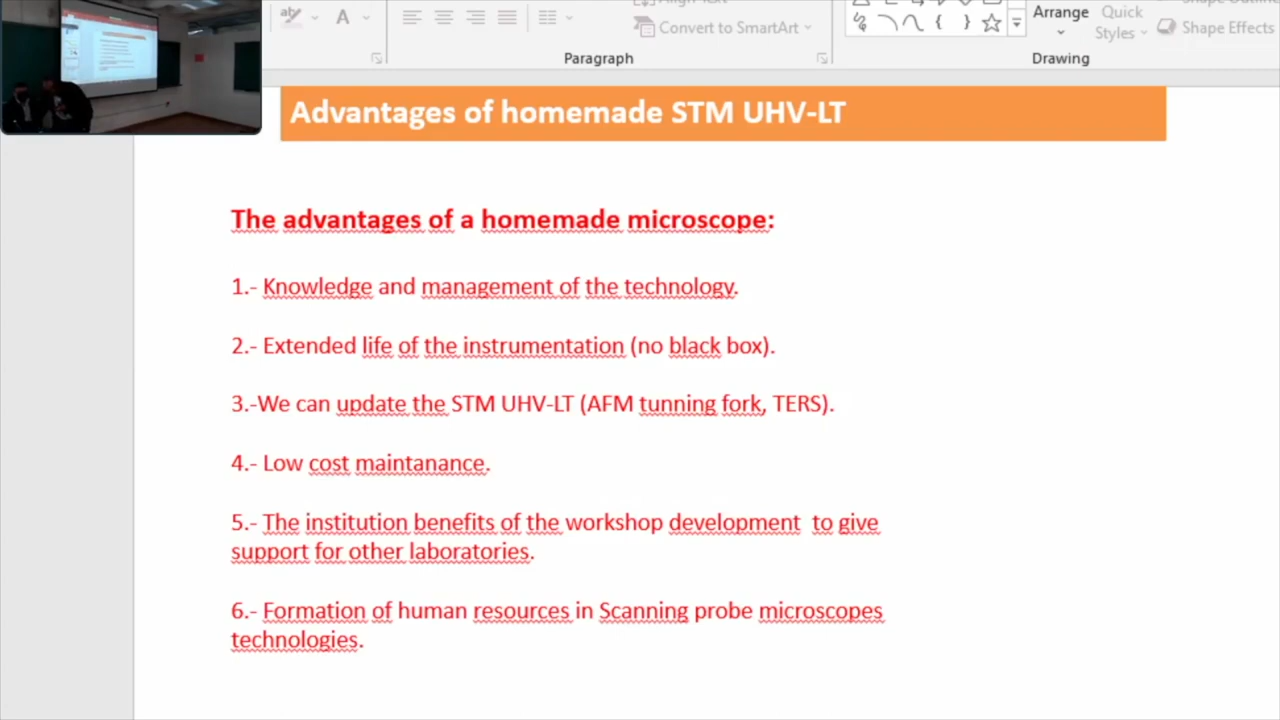 Convert to SmartArt
Paragraph
Arrange
Quick
Styles
Shape Effects
Drawing
Advantages of homemade STM UHV-LT
The advantages of a homemade microscope:
1.- Knowledge and management of the technology.
2.- Extended life of the instrumentation (no black box).
3.-We can update the STM UHV-LT (AFM tunning fork, TERS).
4.- Low cost maintanance.
5.- The institution benefits of the workshop development  to give
support for other laboratories.
6.- Formation of human resources in Scanning probe microscopes
technologies.